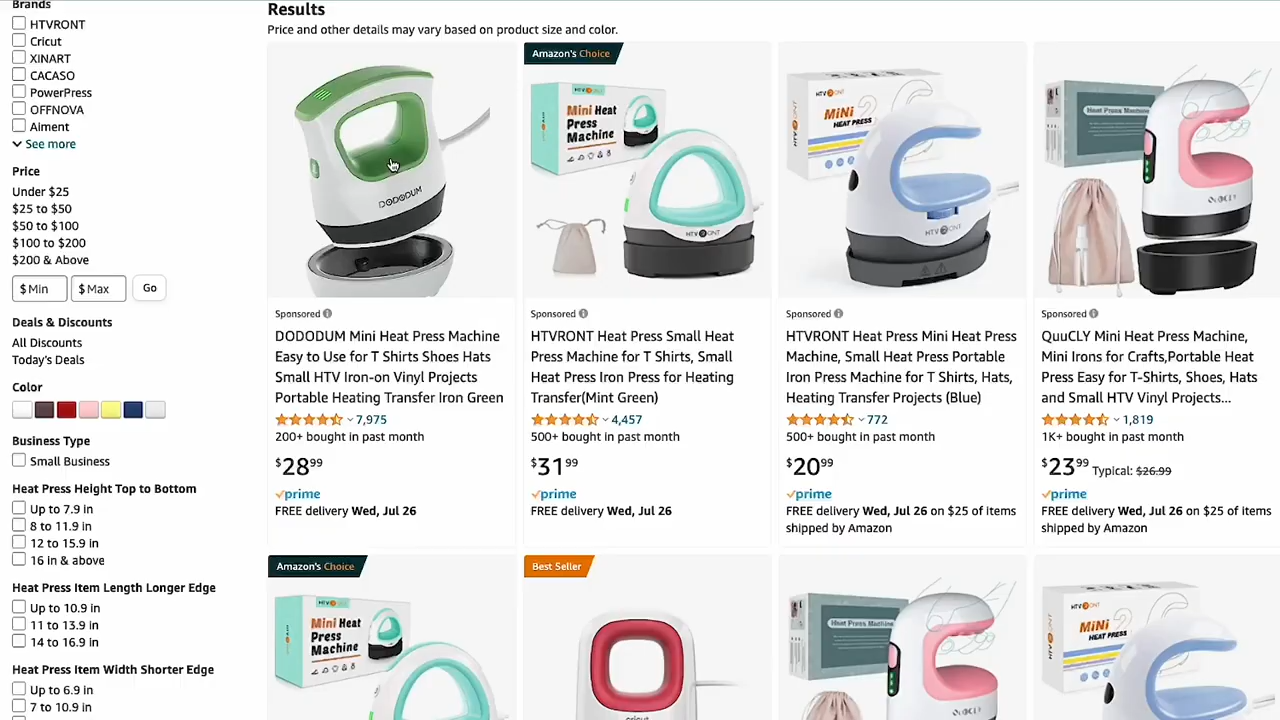 Brands
HTVRONT
Cricut
XINART
CACASO
PowerPress
OFFNOVA
Aiment
See more
Price
Under $25
$25 to $50
$50 to $100
$100 to $200
$200 & Above
$ Min
$ Max
Go
Deals & Discounts
All Discounts
Today's Deals
Color
Business Type
Small Business
Heat Press Height Top to Bottom
Up to 7.9 in
8 to 11.9 in
12 to 15.9 in
16 in & above
Heat Press Item Length Longer Edge
Up to 10.9 in
11 to 13.9 in
14 to 16.9 in
Heat Press Item Width Shorter Edge
Up to 6.9 in
7 to 10.9 in
Results
Price and other details may vary based on product size and color.
DODODUM
Sponsored
DODODUM Mini Heat Press Machine
Easy to Use for T Shirts Shoes Hats
Small HTV Iron-on Vinyl Projects
Portable Heating Transfer Iron Green
7,975
200+ bought in past month
$28 99
prime
FREE delivery Wed, Jul 26
Amazon's Choice
HTVRONT
Mini Heat
Press
Machine
HTVRONT
Sponsored
HTVRONT Heat Press Small Heat
Press Machine for T Shirts, Small
Heat Press Iron Press for Heating
Transfer(Mint Green)
4,457
500+ bought in past month
$31 99
prime
FREE delivery Wed, Jul 26
HTVRONT
MiNi
HEAT PRESS
HTVRONT
Sponsored
HTVRONT Heat Press Mini Heat Press
Machine, Small Heat Press Portable
Iron Press Machine for T Shirts, Hats,
Heating Transfer Projects (Blue)
772
500+ bought in past month
$20 99
prime
FREE delivery Wed, Jul 26 on $25 of items
shipped by Amazon
Heat Press Machine
QuuCLY
Sponsored
QuuCLY Mini Heat Press Machine,
Mini Irons for Crafts,Portable Heat
Press Easy for T-Shirts, Shoes, Hats
and Small HTV Vinyl Projects...
1,819
1K+ bought in past month
$23 99 Typical: $26.99
prime
FREE delivery Wed, Jul 26 on $25 of items
shipped by Amazon
Amazon's Choice
HTVRONT
Mini Heat
Press
Machine
Best Seller
cricut
Heat Press Machine
QuuCLY
HTVRONT
MiNi
HEAT PRESS